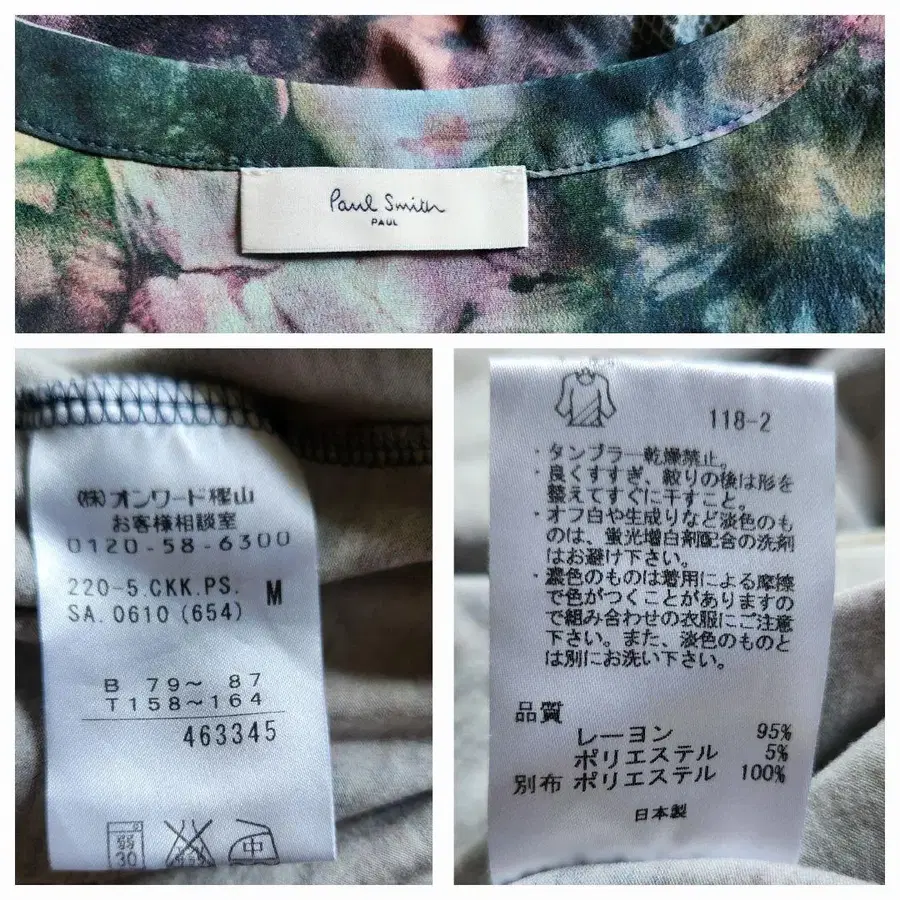 Paul Smith
PAUL
㈱オンワード樫山
お客様相談室
0120-58-6300
220-5.CKK.PS. M
SA.0610(654)
B 79～ 87
T158～164
463345
弱
30
中
118-2
・タンブラー乾燥禁止。
・良くすすぎ、絞りの後は形を
整えてすぐに干すこと。
・オフ白や生成りなど淡色のも
のは、蛍光増白剤配合の洗剤
はお避け下さい。
・濃色のものは着用による摩擦
で色がつくことがありますの
で組み合わせの衣服にご注意
下さい。また、淡色のものと
は別にお洗い下さい。
品質
レーヨン 95%
ポリエステル 5%
別布 ポリエステル 100%
日本製